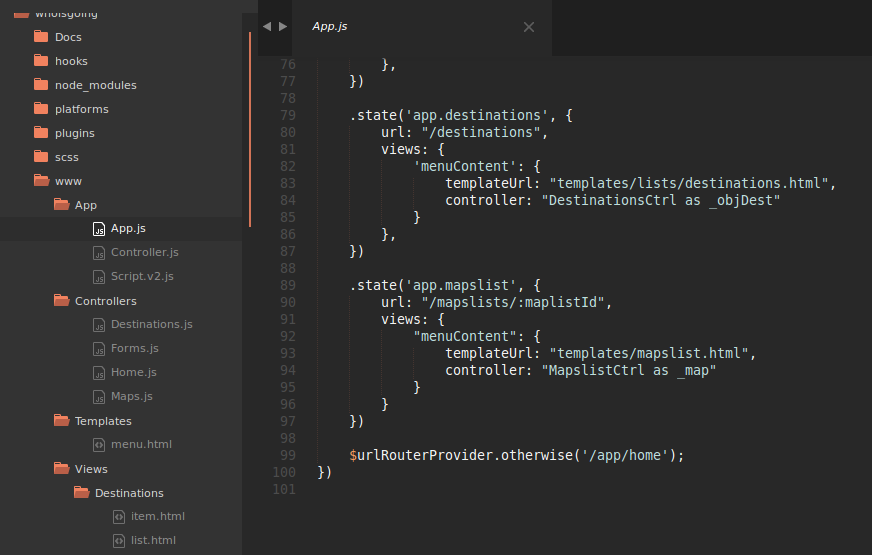 whoisgoing
Docs
hooks
node_modules
platforms
plugins
scss
www
App
App.js
Controller.js
Script.v2.js
Controllers
Destinations.js
Forms.js
Home.js
Maps.js
Templates
menu.html
Views
Destinations
item.html
list.html
App.js
76 },
77 })
78
79 .state('app.destinations', {
80 url: "/destinations",
81 views: {
82 'menuContent': {
83 templateUrl: "templates/lists/destinations.html",
84 controller: "DestinationsCtrl as _objDest"
85 }
86 },
87 })
88
89 .state('app.mapslist', {
90 url: "/mapslists/:maplistId",
91 views: {
92 "menuContent": {
93 templateUrl: "templates/mapslist.html",
94 controller: "MapslistCtrl as _map"
95 }
96 }
97 })
98
99 $urlRouterProvider.otherwise('/app/home');
100 })
101